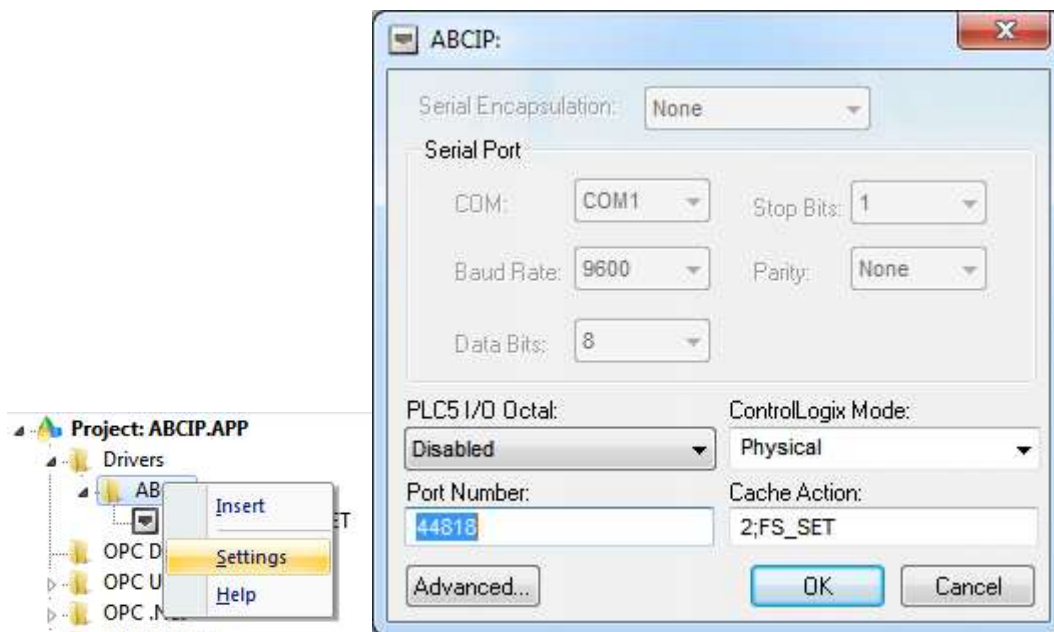 ABCIP:
Serial Encapsulation: None
Serial Port
COM: COM1 Stop Bits: 1
Baud Rate: 9600 Parity: None
Data Bits: 8
PLC5 I/O Octal: ControlLogix Mode:
Disabled Physical
Port Number: Cache Action:
44818 2;FS_SET
Advanced... OK Cancel
Project: ABCIP.APP
Drivers
AB
Insert
ET
OPC D
Settings
OPC U
Help
OPC .N